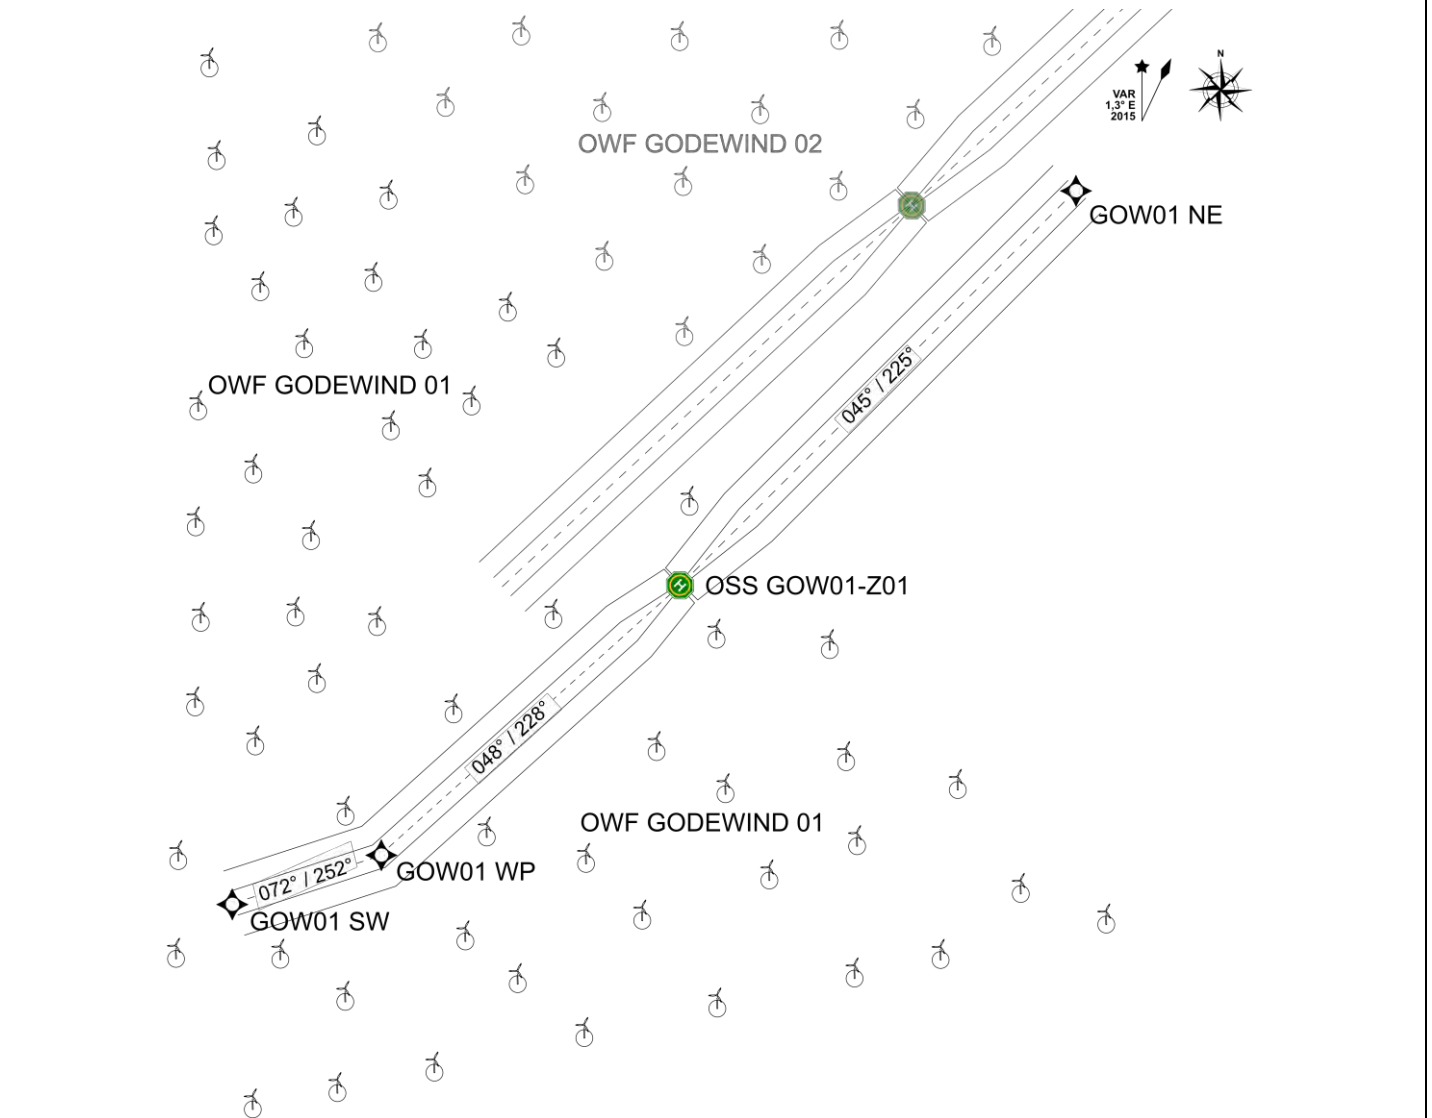 N
VAR
1,3° E
2015
OWF GODEWIND 02
GOW01 NE
045° / 225°
OWF GODEWIND 01
H
H
OSS GOW01-Z01
048° / 228°
OWF GODEWIND 01
GOW01 WP
072° / 252°
GOW01 SW